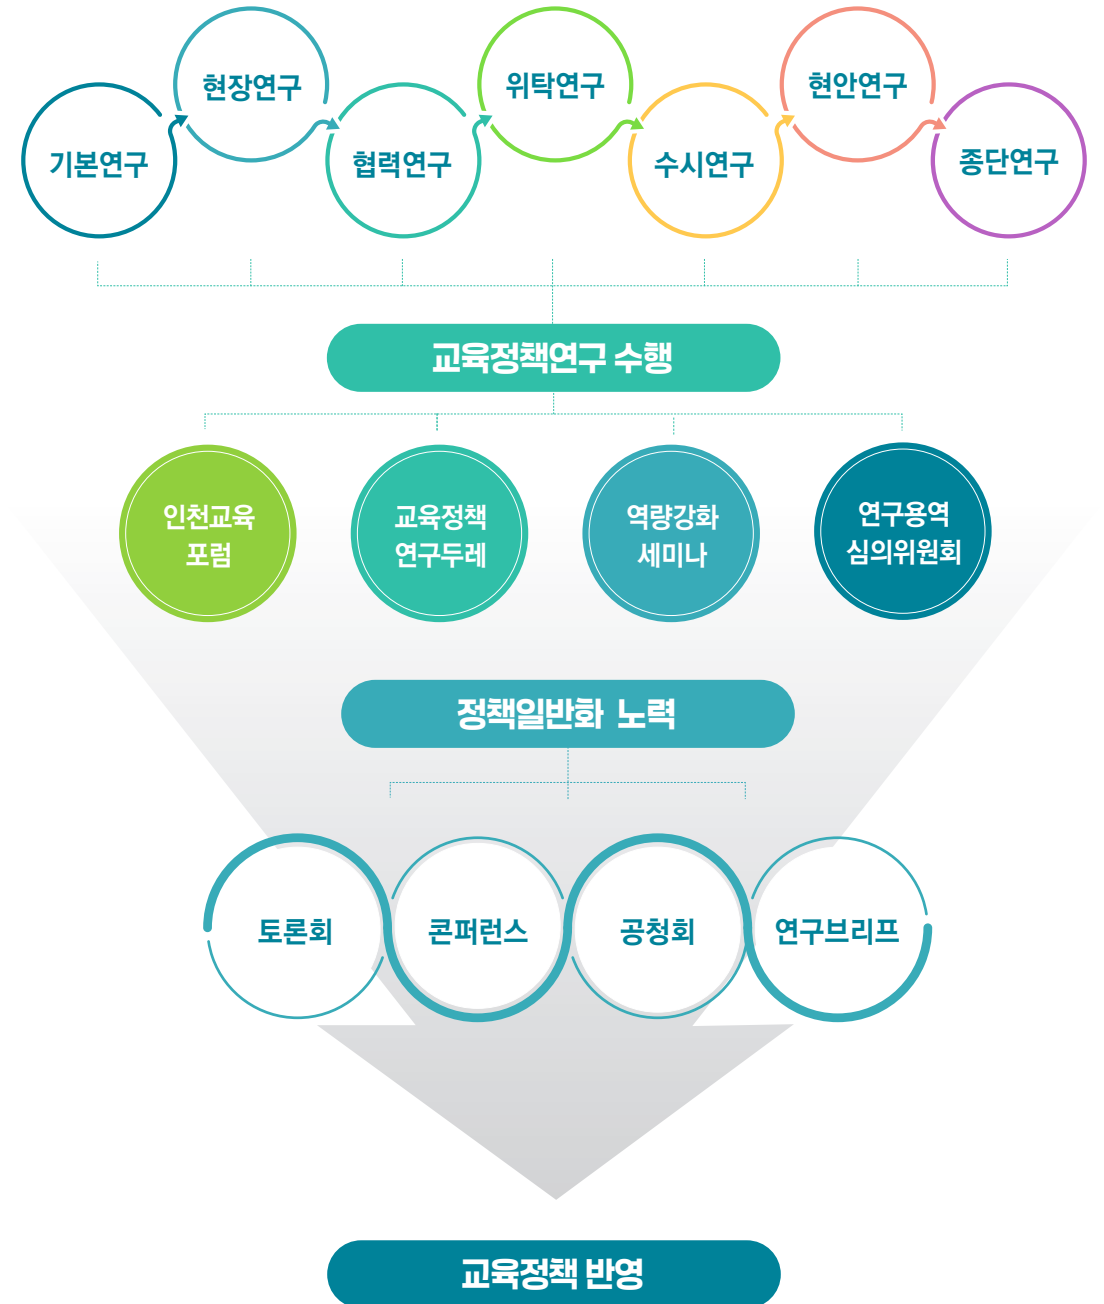 기본연구
현장연구
협력연구
위탁연구
수시연구
현안연구
종단연구
교육정책연구 수행
인천교육
포럼
교육정책
연구두레
역량강화
세미나
연구용역
심의위원회
정책일반화 노력
토론회
콘퍼런스
공청회
연구브리프
교육정책 반영